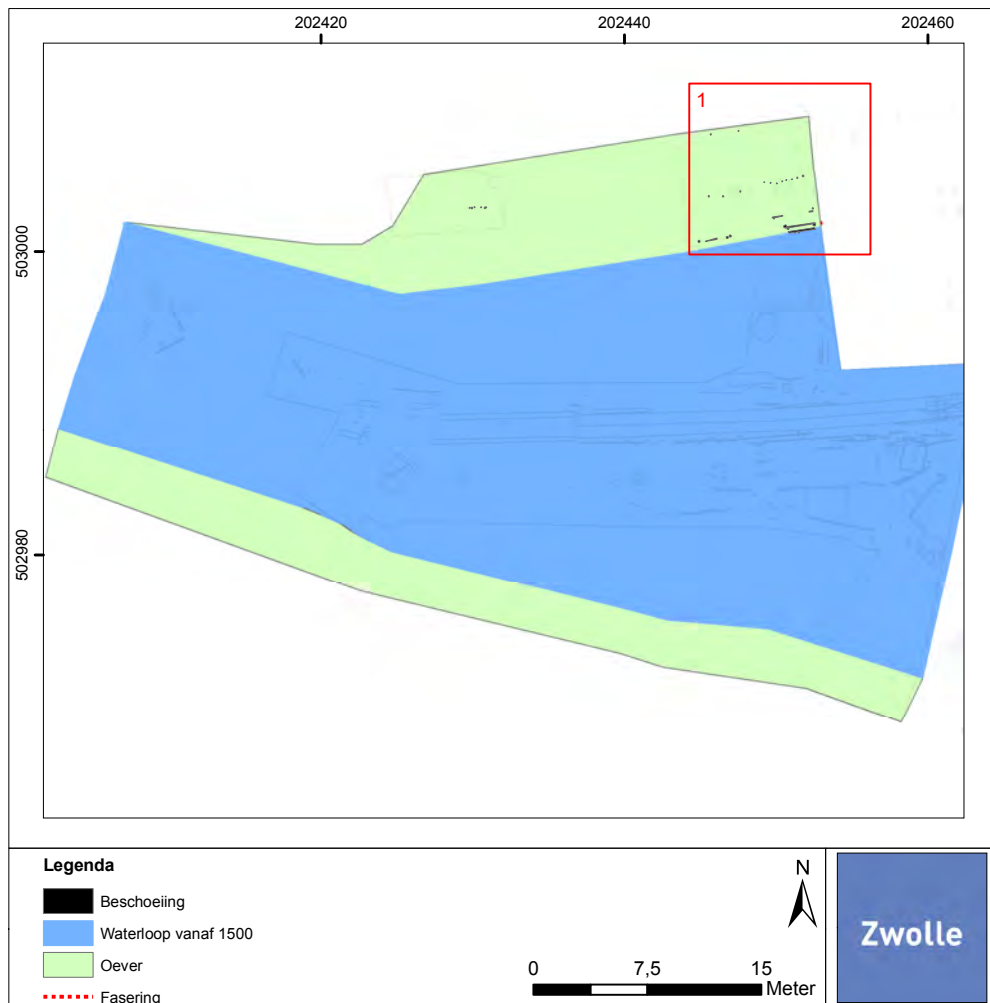 202420 202440 202460
1
503000
502980
Legenda
Beschoeiing
Waterloop vanaf 1500
Oever
Fasering
N
0 7,5 15
Meter
Zwolle